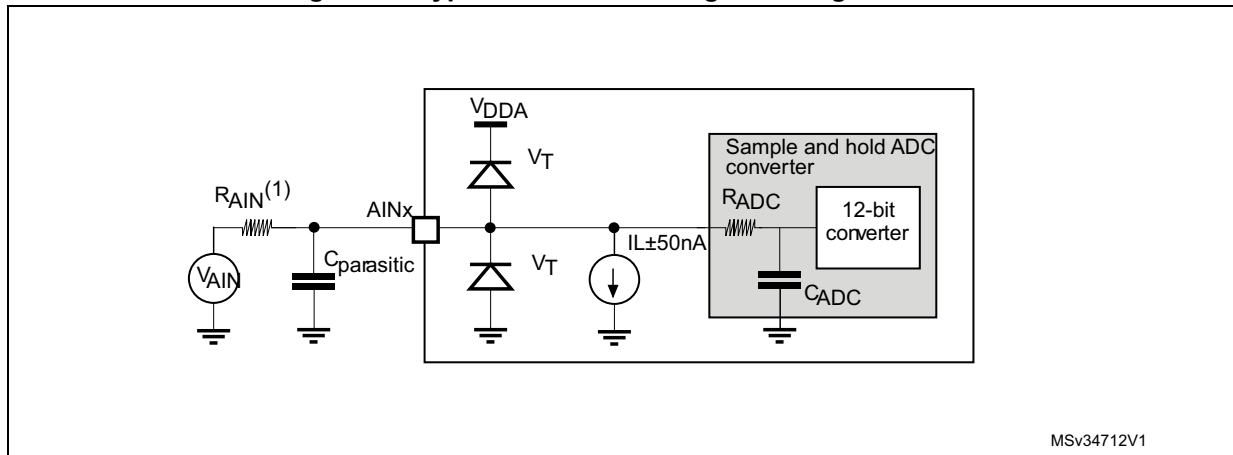 VDDA
VT
Sample and hold ADC
converter
RAIN(1)
AINx
RADC
12-bit
converter
IL±50nA
VAIN
Cparasitic
VT
CADC
MSv34712V1